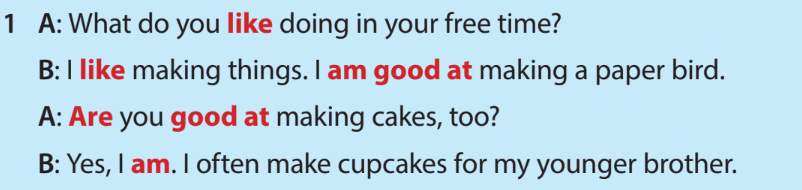 1 A: What do you like doing in your free time?
B: I like making things. I am good at making a paper bird.
A: Are you good at making cakes, too?
B: Yes, I am. I often make cupcakes for my younger brother.